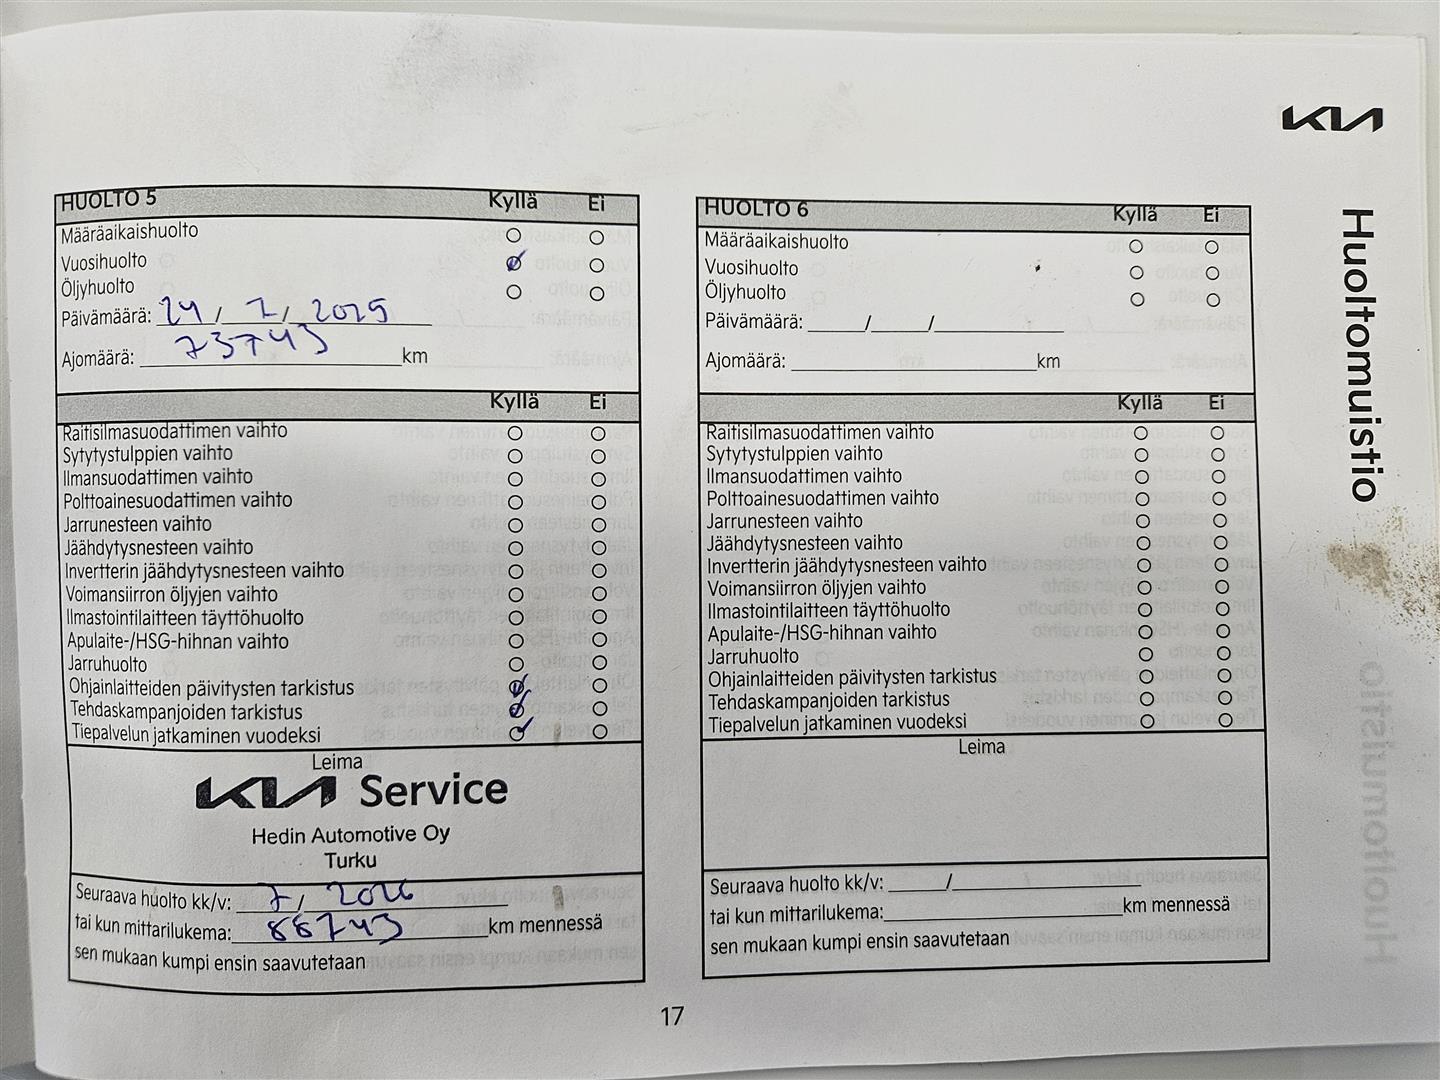 KIA
Huoltomuistio
HUOLTO 5 Kyllä Ei
Määräaikaishuolto
Vuosihuolto
Öljyhuolto
Päivämäärä: 24 / 7 / 2025
Ajomäärä: 73743 km
Kyllä Ei
Raitisilmasuodattimen vaihto
Sytytystulppien vaihto
Ilmansuodattimen vaihto
Polttoainesuodattimen vaihto
Jarrunesteen vaihto
Jäähdytysnesteen vaihto
Invertterin jäähdytysnesteen vaihto
Voimansiirron öljyjen vaihto
Ilmastointilaitteen täyttöhuolto
Apulaite-/HSG-hihnan vaihto
Jarruhuolto
Ohjainlaitteiden päivitysten tarkistus
Tehdaskampanjoiden tarkistus
Tiepalvelun jatkaminen vuodeksi
Leima
KIA Service
Hedin Automotive Oy
Turku
Seuraava huolto kk/v: 7 / 2026
tai kun mittarilukema: 88743 km mennessä
sen mukaan kumpi ensin saavutetaan
HUOLTO 6 Kyllä Ei
Määräaikaishuolto
Vuosihuolto
Öljyhuolto
Päivämäärä: / /
Ajomäärä: km
Kyllä Ei
Raitisilmasuodattimen vaihto
Sytytystulppien vaihto
Ilmansuodattimen vaihto
Polttoainesuodattimen vaihto
Jarrunesteen vaihto
Jäähdytysnesteen vaihto
Invertterin jäähdytysnesteen vaihto
Voimansiirron öljyjen vaihto
Ilmastointilaitteen täyttöhuolto
Apulaite-/HSG-hihnan vaihto
Jarruhuolto
Ohjainlaitteiden päivitysten tarkistus
Tehdaskampanjoiden tarkistus
Tiepalvelun jatkaminen vuodeksi
Leima
Seuraava huolto kk/v: /
tai kun mittarilukema: km mennessä
sen mukaan kumpi ensin saavutetaan
17